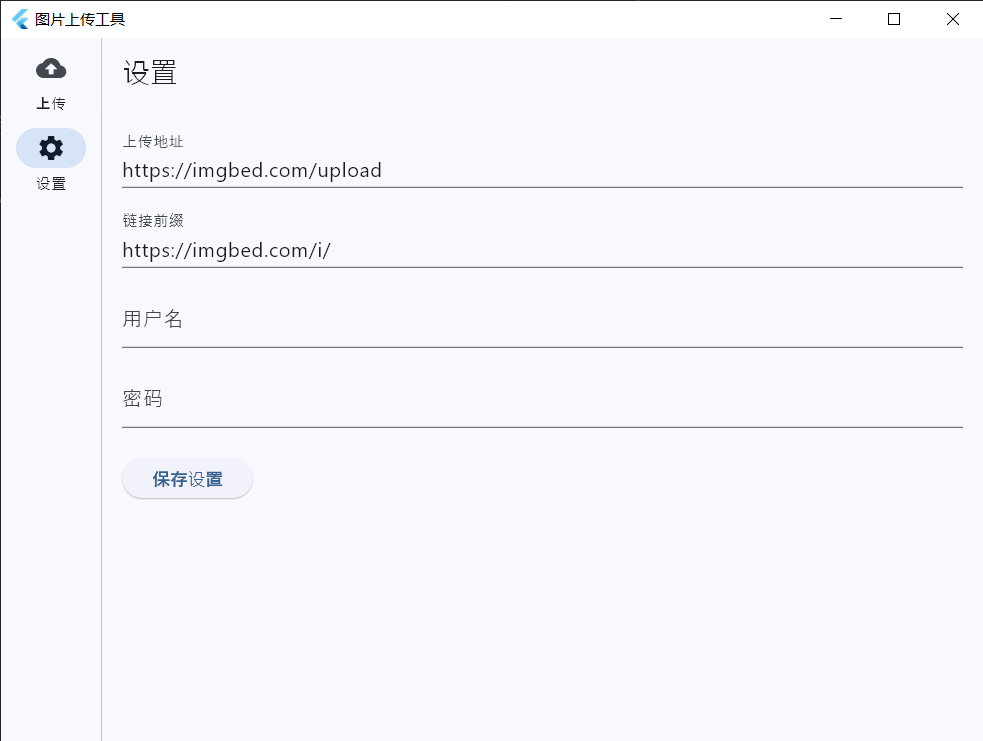 图片上传工具
上传
设置
设置
上传地址
https://imgbed.com/upload
链接前缀
https://imgbed.com/i/
用户名
密码
保存设置